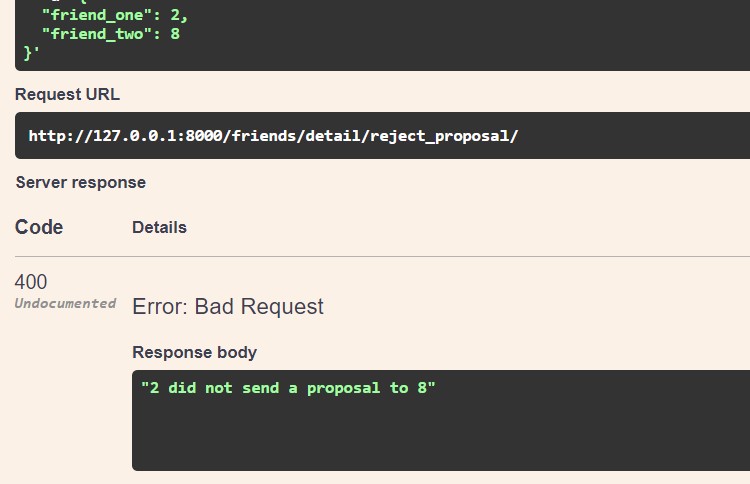 "friend_one": 2,
"friend_two": 8
}'
Request URL
http://127.0.0.1:8000/friends/detail/reject_proposal/
Server response
Code Details
400
Undocumented
Error: Bad Request
Response body
"2 did not send a proposal to 8"